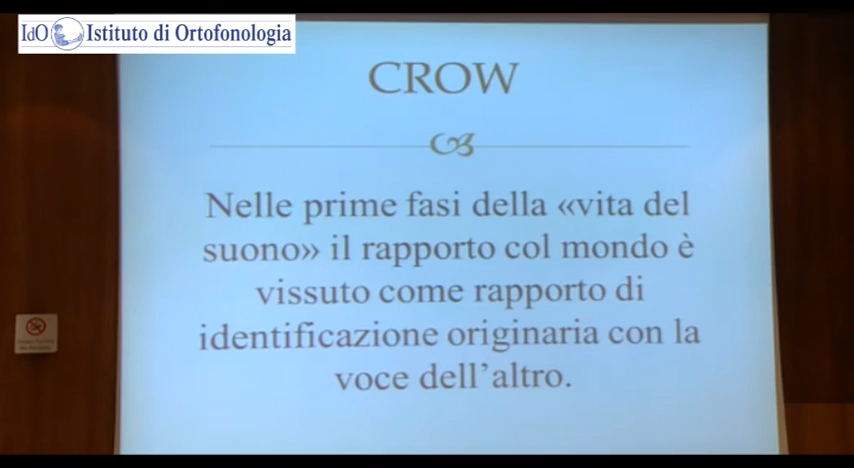 IdO Istituto di Ortofonologia
CROW
Nelle prime fasi della «vita del
suono» il rapporto col mondo è
vissuto come rapporto di
identificazione originaria con la
voce dell'altro.